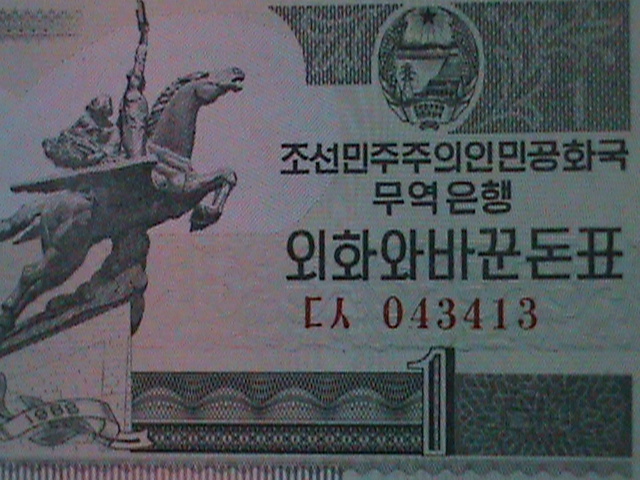 조선민주주의인민공화국
무역은행
외화와바꾼돈표
ㄷㅅ 043413
1
1988